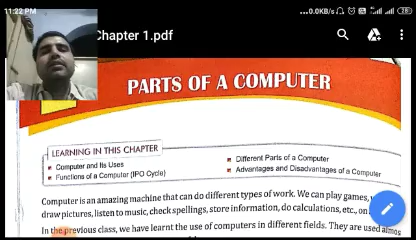 11:22 PM
...0.0KB/s
28
Chapter 1.pdf
PARTS OF A COMPUTER
LEARNING IN THIS CHAPTER
Computer and Its Uses
Functions of a Computer (IPO Cycle)
Different Parts of a Computer
Advantages and Disadvantages of a Computer
Computer is an amazing machine that can do different types of work. We can play games,
draw pictures, listen to music, check spellings, store information, do calculations, etc., on
In the previous class, we have learnt the use of computers in different fields. They are used